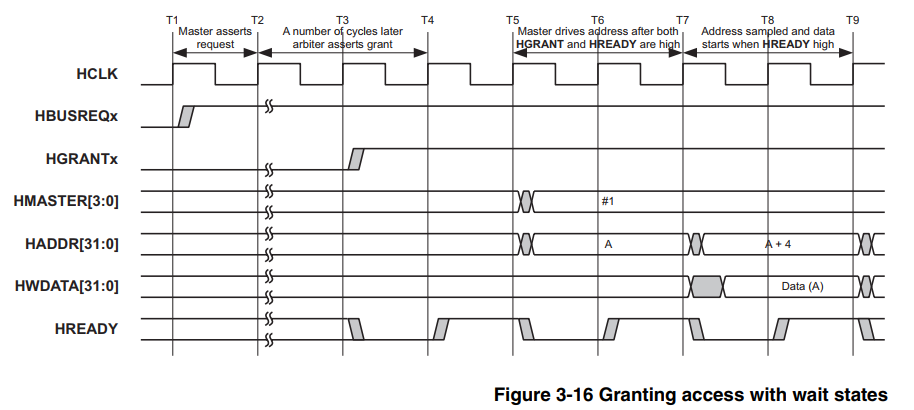 T1 T2 T3 T4 T5 T6 T7 T8 T9
Master asserts A number of cycles later Master drives address after both Address sampled and data
request arbiter asserts grant HGRANT and HREADY are high starts when HREADY high
HCLK
HBUSREQx
HGRANTx
HMASTER[3:0] #1
HADDR[31:0] A A + 4
HWDATA[31:0] Data (A)
HREADY
Figure 3-16 Granting access with wait states